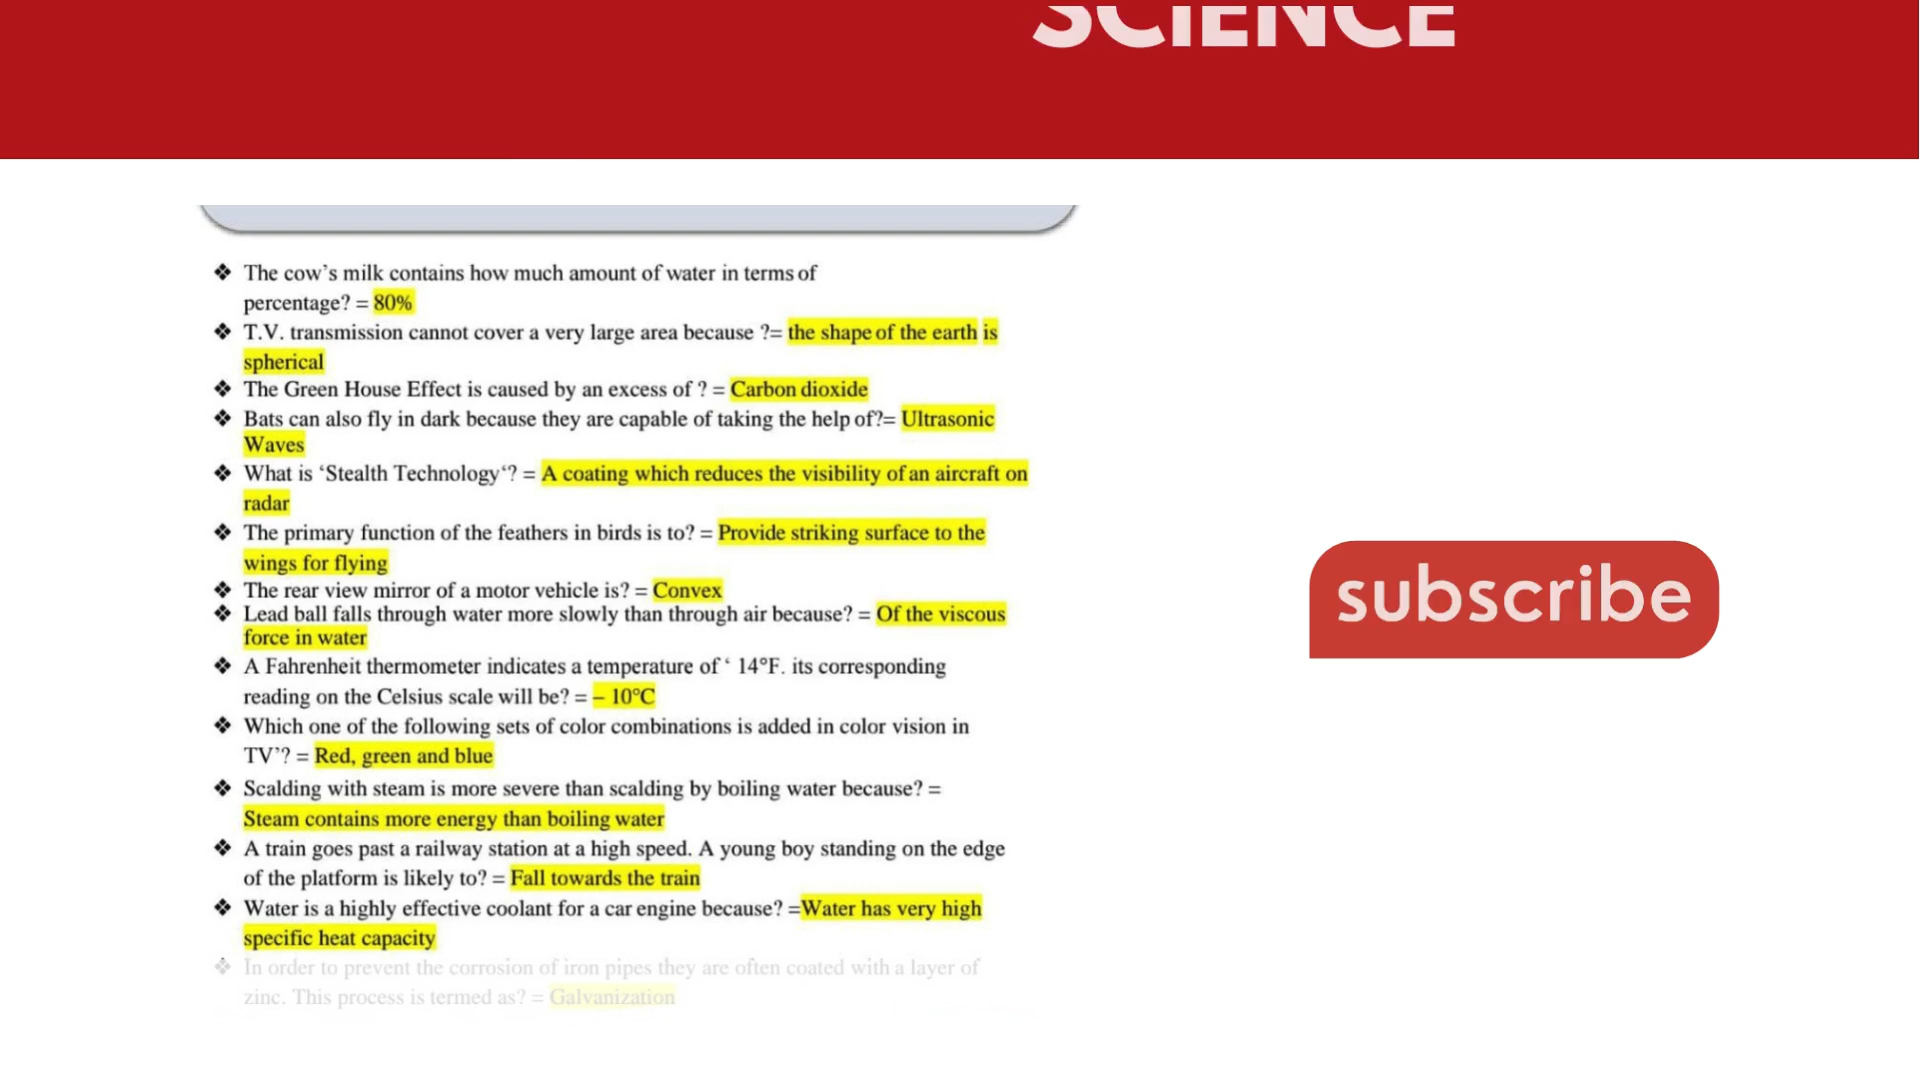 SCIENCE
❖ The cow’s milk contains how much amount of water in terms of
percentage? = 80%
❖ T.V. transmission cannot cover a very large area because ?= the shape of the earth is
spherical
❖ The Green House Effect is caused by an excess of ? = Carbon dioxide
❖ Bats can also fly in dark because they are capable of taking the help of?= Ultrasonic
Waves
❖ What is ‘Stealth Technology‘? = A coating which reduces the visibility of an aircraft on
radar
❖ The primary function of the feathers in birds is to? = Provide striking surface to the
wings for flying
❖ The rear view mirror of a motor vehicle is? = Convex
❖ Lead ball falls through water more slowly than through air because? = Of the viscous
force in water
❖ A Fahrenheit thermometer indicates a temperature of ‘ 14°F. its corresponding
reading on the Celsius scale will be? = – 10°C
❖ Which one of the following sets of color combinations is added in color vision in
TV’? = Red, green and blue
❖ Scalding with steam is more severe than scalding by boiling water because? =
Steam contains more energy than boiling water
❖ A train goes past a railway station at a high speed. A young boy standing on the edge
of the platform is likely to? = Fall towards the train
❖ Water is a highly effective coolant for a car engine because? =Water has very high
specific heat capacity
❖ In order to prevent the corrosion of iron pipes they are often coated with a layer of
zinc. This process is termed as? = Galvanization
subscribe